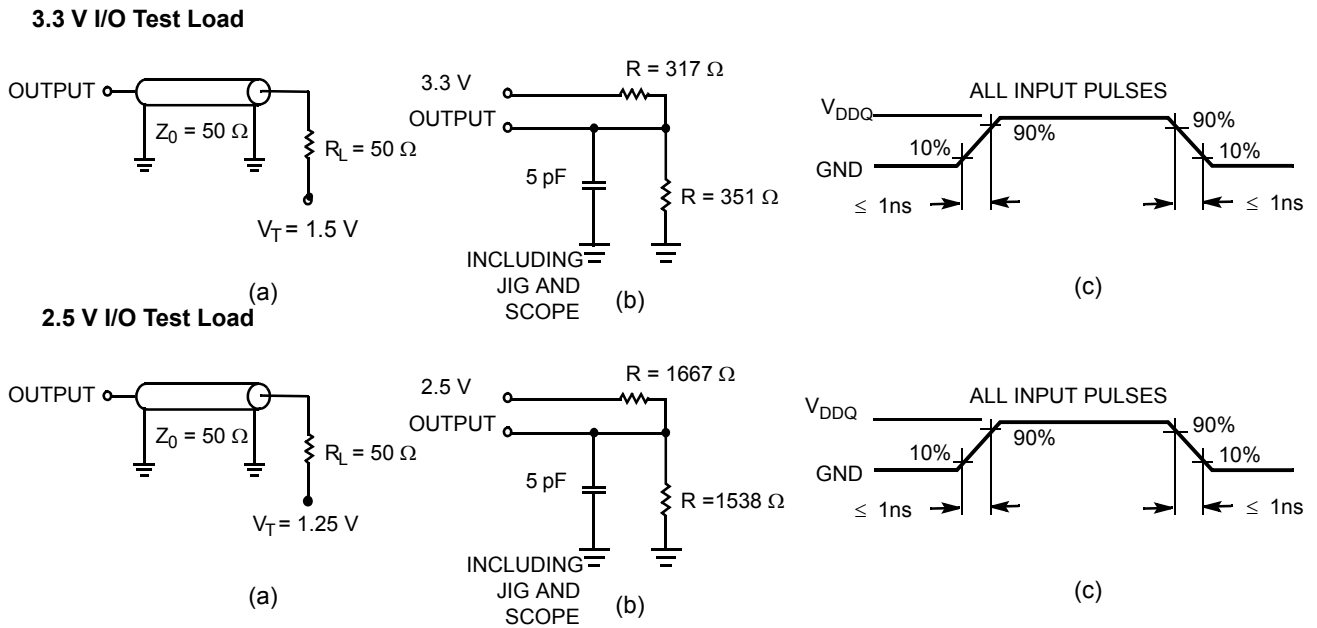 3.3 V I/O Test Load
OUTPUT
Z0 = 50 Ω
RL = 50 Ω
VT = 1.5 V
(a)
3.3 V
OUTPUT
R = 317 Ω
5 pF
R = 351 Ω
INCLUDING
JIG AND
SCOPE
(b)
ALL INPUT PULSES
VDDQ
GND
10%
90%
90%
10%
≤ 1ns
≤ 1ns
(c)
2.5 V I/O Test Load
OUTPUT
Z0 = 50 Ω
RL = 50 Ω
VT = 1.25 V
(a)
2.5 V
OUTPUT
R = 1667 Ω
5 pF
R =1538 Ω
INCLUDING
JIG AND
SCOPE
(b)
ALL INPUT PULSES
VDDQ
GND
10%
90%
90%
10%
≤ 1ns
≤ 1ns
(c)